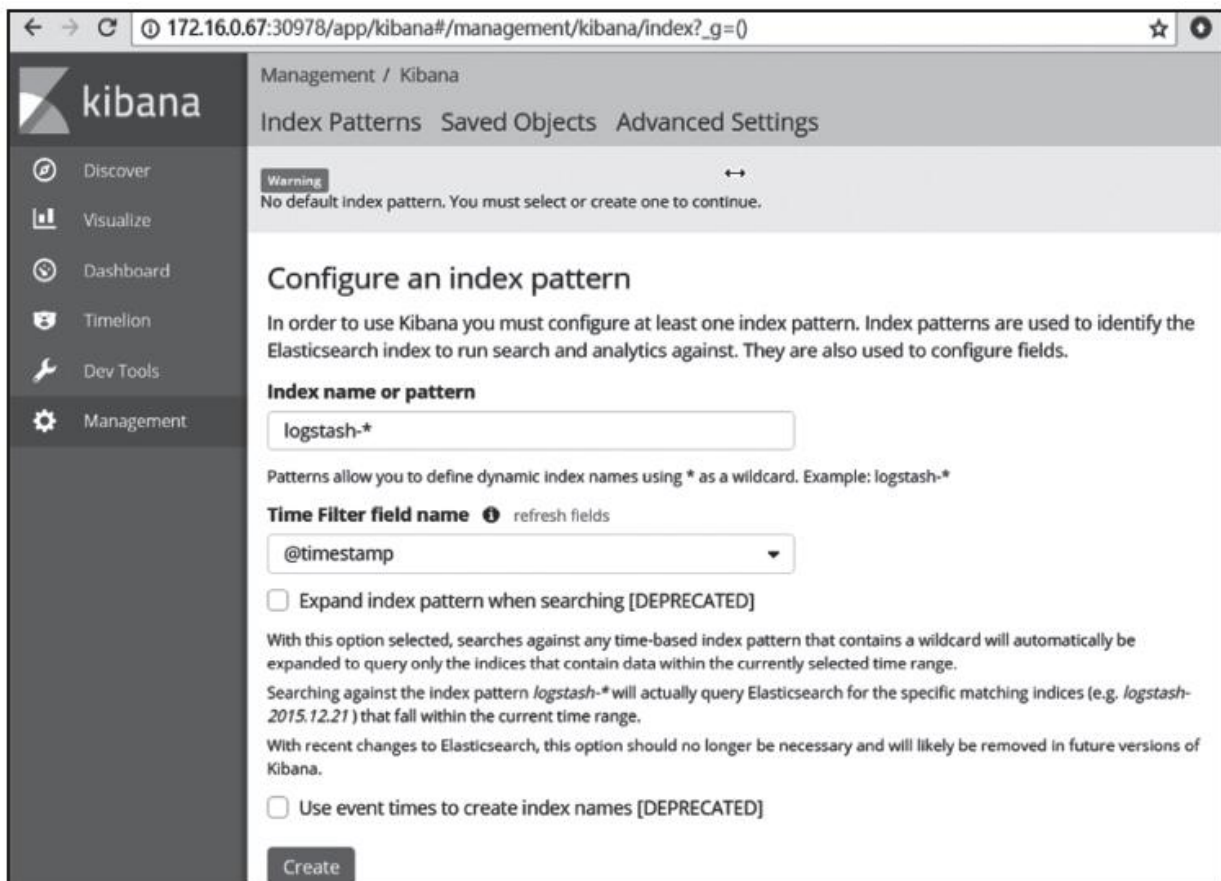 172.16.0.67:30978/app/kibana#/management/kibana/index?_g=()
kibana
Discover
Visualize
Dashboard
Timelion
Dev Tools
Management
Management / Kibana
Index Patterns Saved Objects Advanced Settings
Warning
No default index pattern. You must select or create one to continue.
Configure an index pattern
In order to use Kibana you must configure at least one index pattern. Index patterns are used to identify the
Elasticsearch index to run search and analytics against. They are also used to configure fields.
Index name or pattern
logstash-*
Patterns allow you to define dynamic index names using * as a wildcard. Example: logstash-*
Time Filter field name refresh fields
@timestamp
Expand index pattern when searching [DEPRECATED]
With this option selected, searches against any time-based index pattern that contains a wildcard will automatically be
expanded to query only the indices that contain data within the currently selected time range.
Searching against the index pattern logstash-* will actually query Elasticsearch for the specific matching indices (e.g. logstash-
2015.12.21 ) that fall within the current time range.
With recent changes to Elasticsearch, this option should no longer be necessary and will likely be removed in future versions of
Kibana.
Use event times to create index names [DEPRECATED]
Create